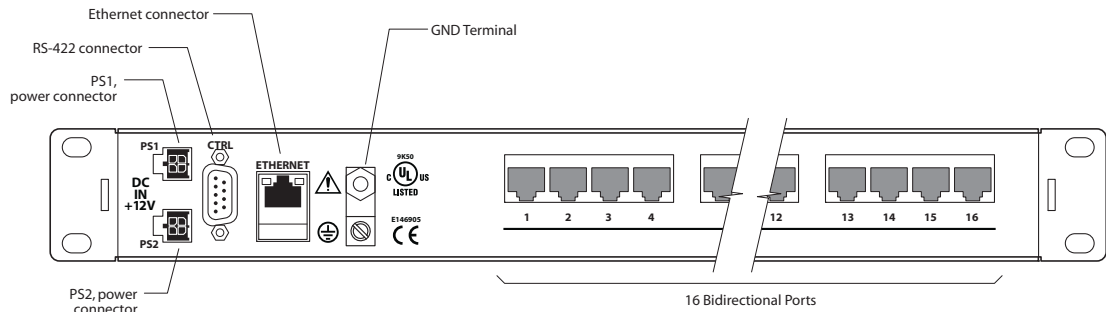 Ethernet connector
GND Terminal
RS-422 connector
PS1,
power connector
PS1
CTRL
ETHERNET
DC
IN
+12V
PS2
9K50
C UL US
LISTED
E146905
CE
1 2 3 4 12 13 14 15 16
PS2, power
connector
16 Bidirectional Ports